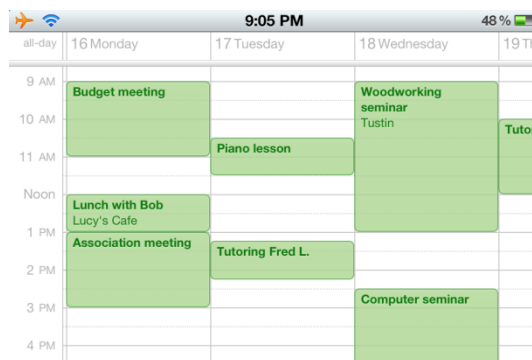 9:05 PM
48 %
all-day
16 Monday
17 Tuesday
18 Wednesday
19
9 AM
10 AM
11 AM
Noon
1 PM
2 PM
3 PM
4 PM
Budget meeting
Lunch with Bob
Lucy's Cafe
Association meeting
Piano lesson
Tutoring Fred L.
Woodworking
seminar
Tustin
Computer seminar